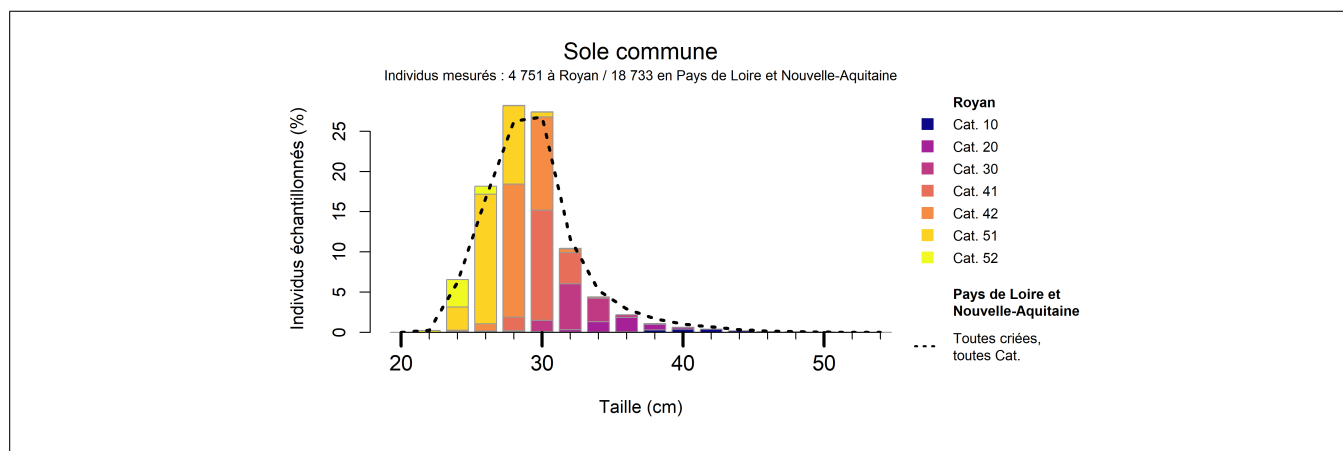 Sole commune
Individus mesurés : 4 751 à Royan / 18 733 en Pays de Loire et Nouvelle-Aquitaine
Individus échantillonnés (%)
25
20
15
10
5
0
20
30
40
50
Taille (cm)
Royan
Cat. 10
Cat. 20
Cat. 30
Cat. 41
Cat. 42
Cat. 51
Cat. 52
Pays de Loire et
Nouvelle-Aquitaine
Toutes criées,
toutes Cat.